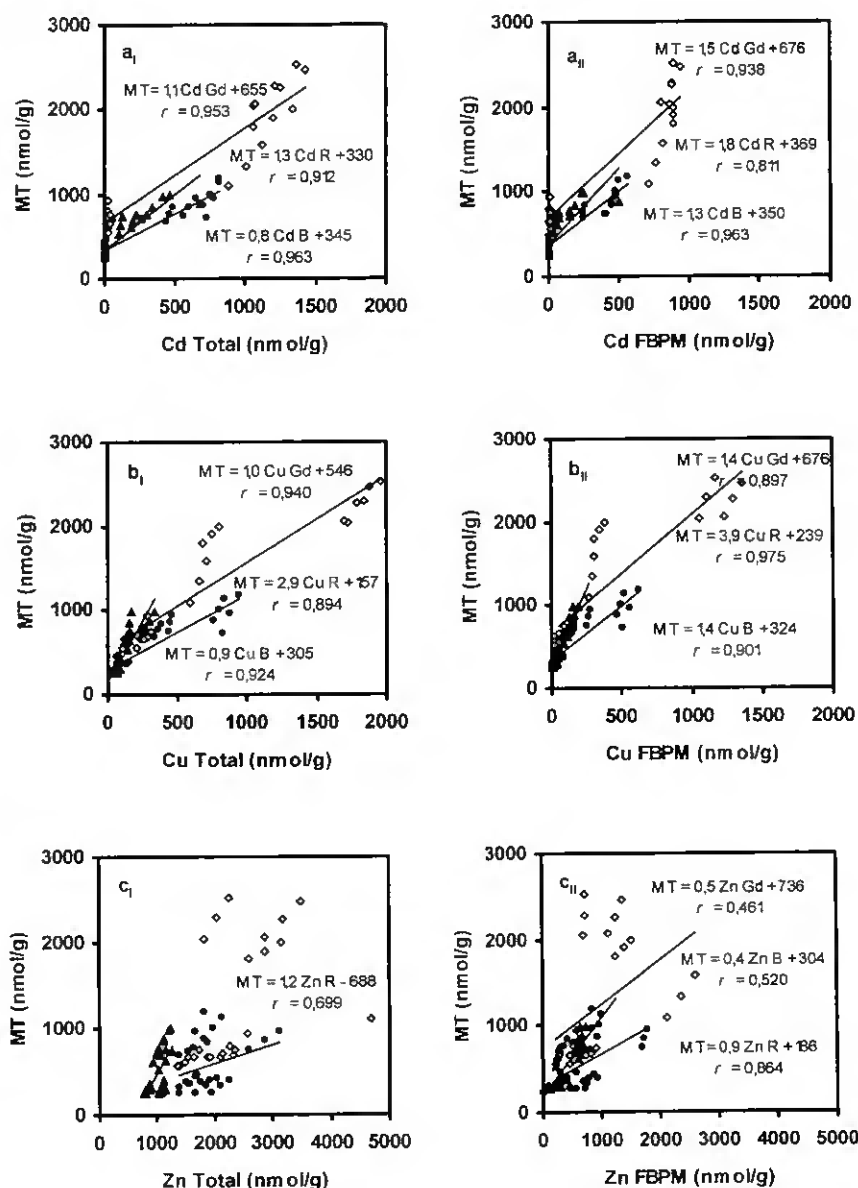 3000
2000
1000
0
MT (nmol/g)
aI
MT = 1,1 Cd Gd +655
r = 0,953
MT = 1,3 Cd R +330
r = 0,912
MT = 0,8 Cd B +345
r = 0,963
0 500 1000 1500 2000
Cd Total (nmol/g)
3000
2000
1000
0
MT (nmol/g)
aII
MT = 1,5 Cd Gd +676
r = 0,938
MT = 1,8 Cd R +369
r = 0,811
MT = 1,3 Cd B +350
r = 0,963
0 500 1000 1500 2000
Cd FBPM (nmol/g)
3000
2000
1000
0
MT (nmol/g)
bI
MT = 1,0 Cu Gd +546
r = 0,940
MT = 2,9 Cu R +157
r = 0,894
MT = 0,9 Cu B +305
r = 0,924
0 500 1000 1500 2000
Cu Total (nmol/g)
3000
2000
1000
0
MT (nmol/g)
bII
MT = 1,4 Cu Gd +676
r = 0,897
MT = 3,9 Cu R +239
r = 0,975
MT = 1,4 Cu B +324
r = 0,901
0 500 1000 1500 2000
Cu FBPM (nmol/g)
3000
2000
1000
0
MT (nmol/g)
cI
MT = 1,2 Zn R - 688
r = 0,699
0 1000 2000 3000 4000 5000
Zn Total (nmol/g)
3000
2000
1000
0
MT (nmol/g)
cII
MT = 0,5 Zn Gd +736
r = 0,461
MT = 0,4 Zn B +304
r = 0,520
MT = 0,9 Zn R + 186
r = 0,864
0 1000 2000 3000 4000 5000
Zn FBPM (nmol/g)